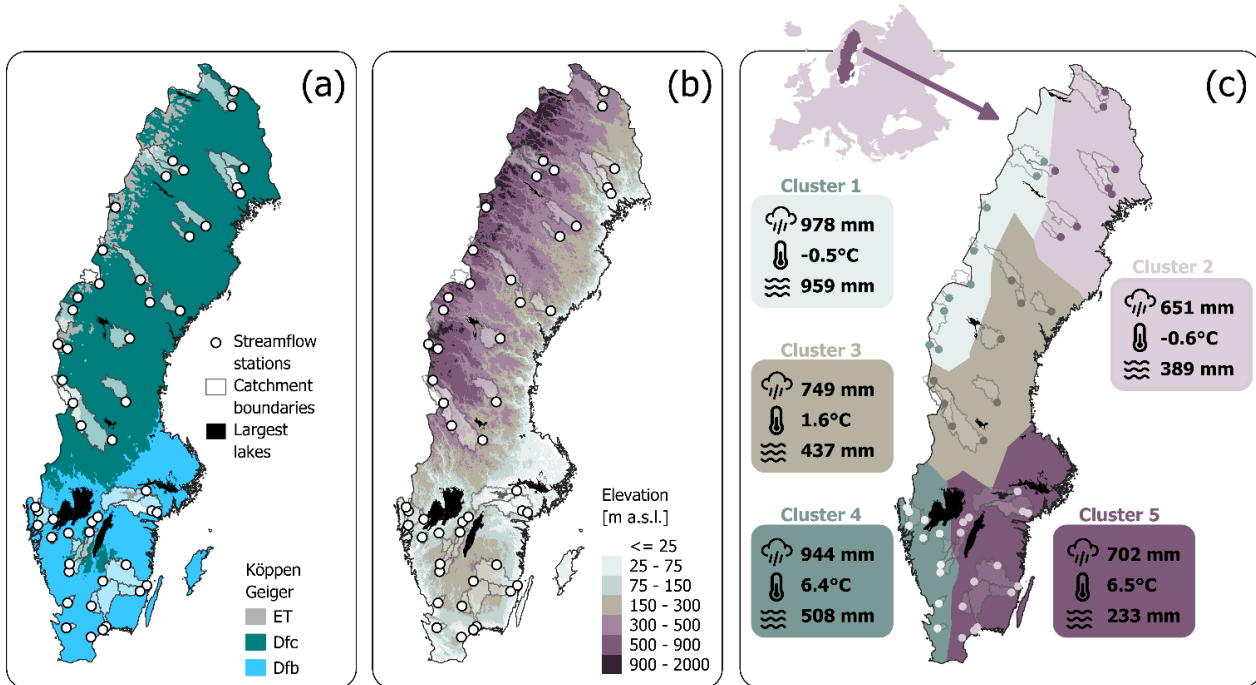 (a)
Streamflow
stations
Catchment
boundaries
Largest
lakes
Köppen
Geiger
ET
Dfc
Dfb
(b)
Elevation
[m a.s.l.]
<= 25
25 - 75
75 - 150
150 - 300
300 - 500
500 - 900
900 - 2000
(c)
Cluster 1
978 mm
-0.5°C
959 mm
Cluster 2
651 mm
-0.6°C
389 mm
Cluster 3
749 mm
1.6°C
437 mm
Cluster 4
944 mm
6.4°C
508 mm
Cluster 5
702 mm
6.5°C
233 mm